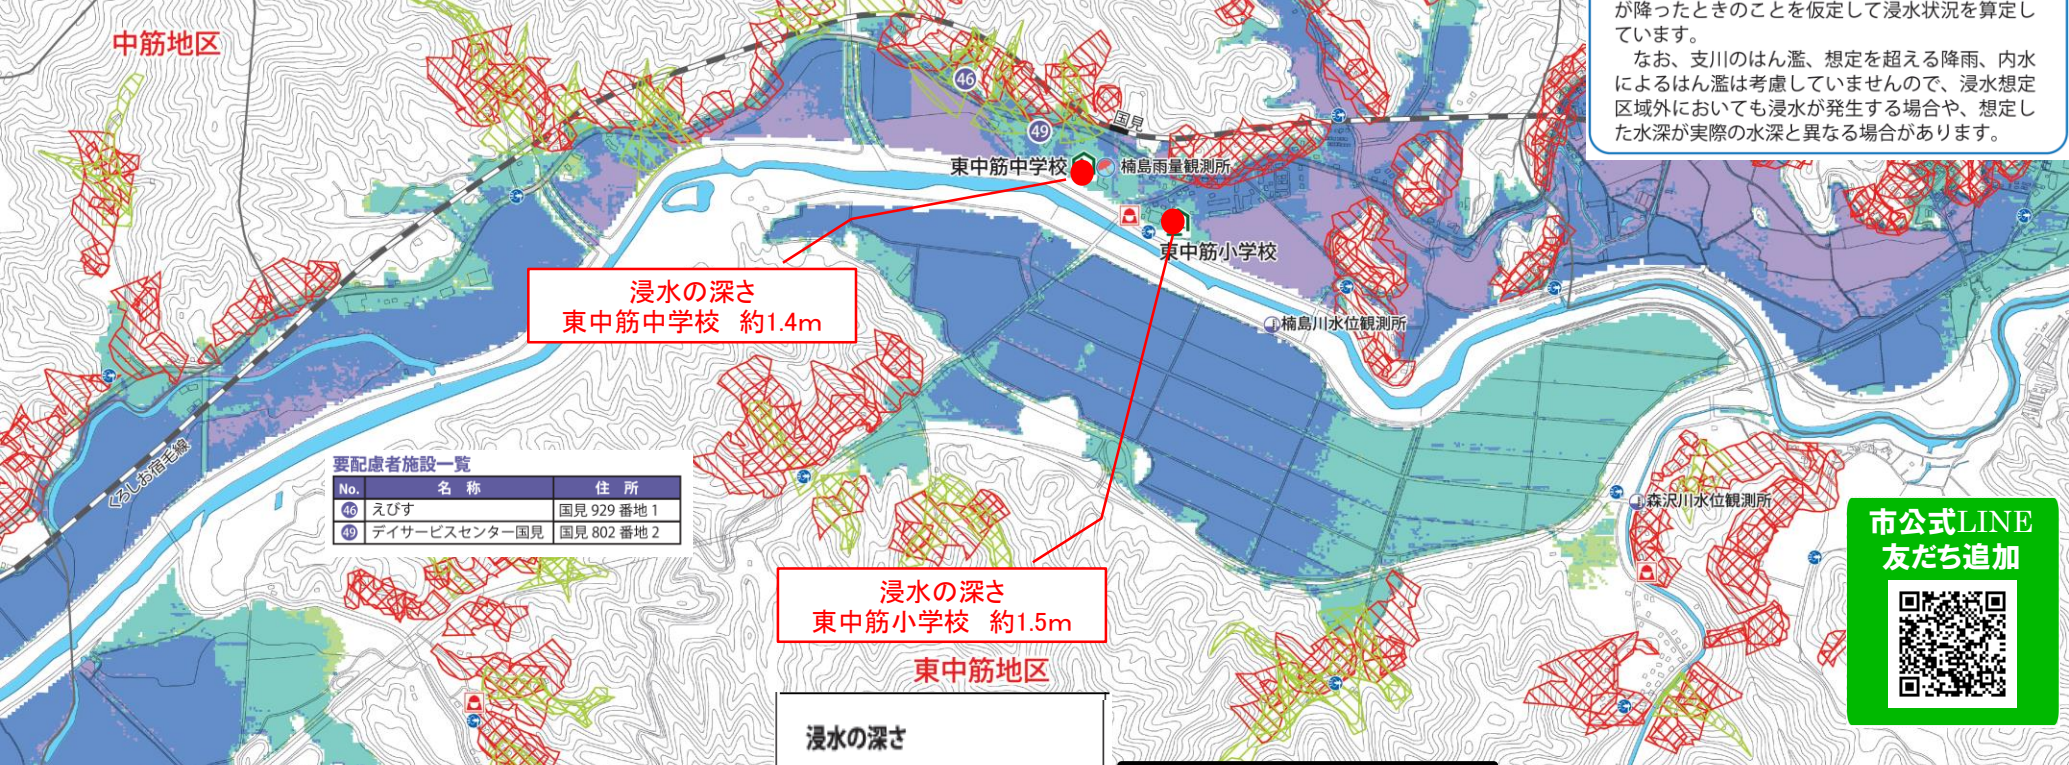 中筋地区
が降ったときのことを仮定して浸水状況を算定し
ています。
なお、支川のはん濫、想定を超える降雨、内水
によるはん濫は考慮していませんので、浸水想定
区域外においても浸水が発生する場合や、想定し
た水深が実際の水深と異なる場合があります。
46
49
国見
東中筋中学校
楠島雨量観測所
東中筋小学校
浸水の深さ
東中筋中学校 約1.4m
楠島川水位観測所
くろしお宿毛線
要配慮者施設一覧
No. 名 称 住 所
46 えびす 国見 929 番地 1
49 デイサービスセンター国見 国見 802 番地 2
森沢川水位観測所
市公式LINE
友だち追加
浸水の深さ
東中筋小学校 約1.5m
東中筋地区
浸水の深さ